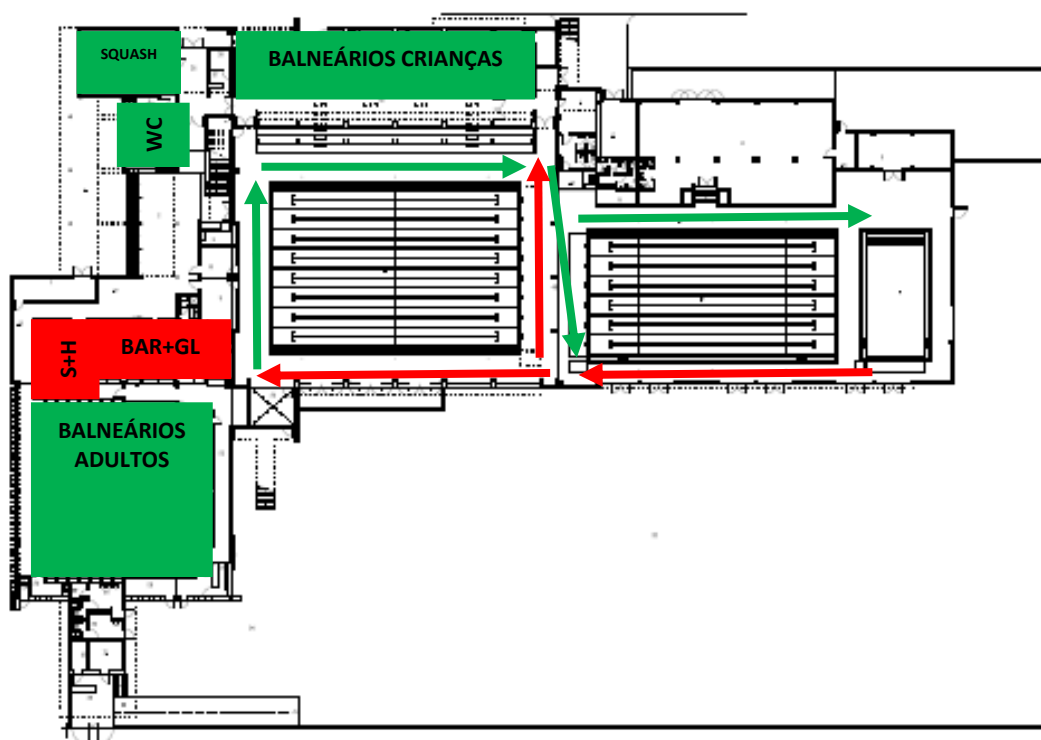 SQUASH
BALNEÁRIOS CRIANÇAS
WC
S+H
BAR+GL
BALNEÁRIOS
ADULTOS